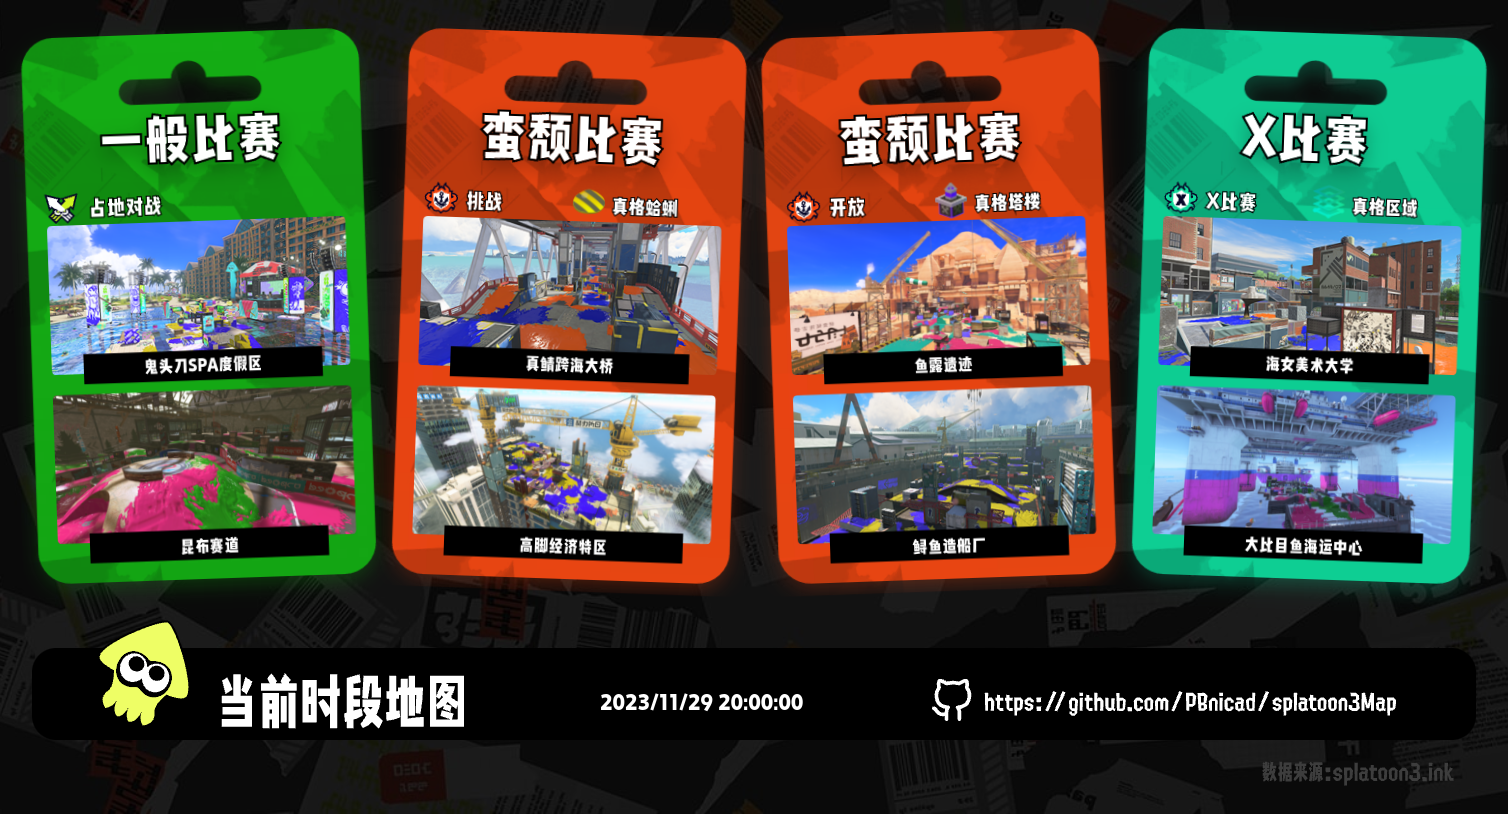 一般比赛
占地对战
鬼头刀SPA度假区
昆布赛道
蛮颓比赛
挑战
真格蛤蜊
真鲭跨海大桥
高脚经济特区
蛮颓比赛
开放
真格塔楼
鱼露遗迹
鲟鱼造船厂
X比赛
X比赛
真格区域
海女美术大学
大比目鱼海运中心
当前时段地图
2023/11/29 20:00:00
https://github.com/PBnicad/splatoon3Map
数据来源:splatoon3.ink